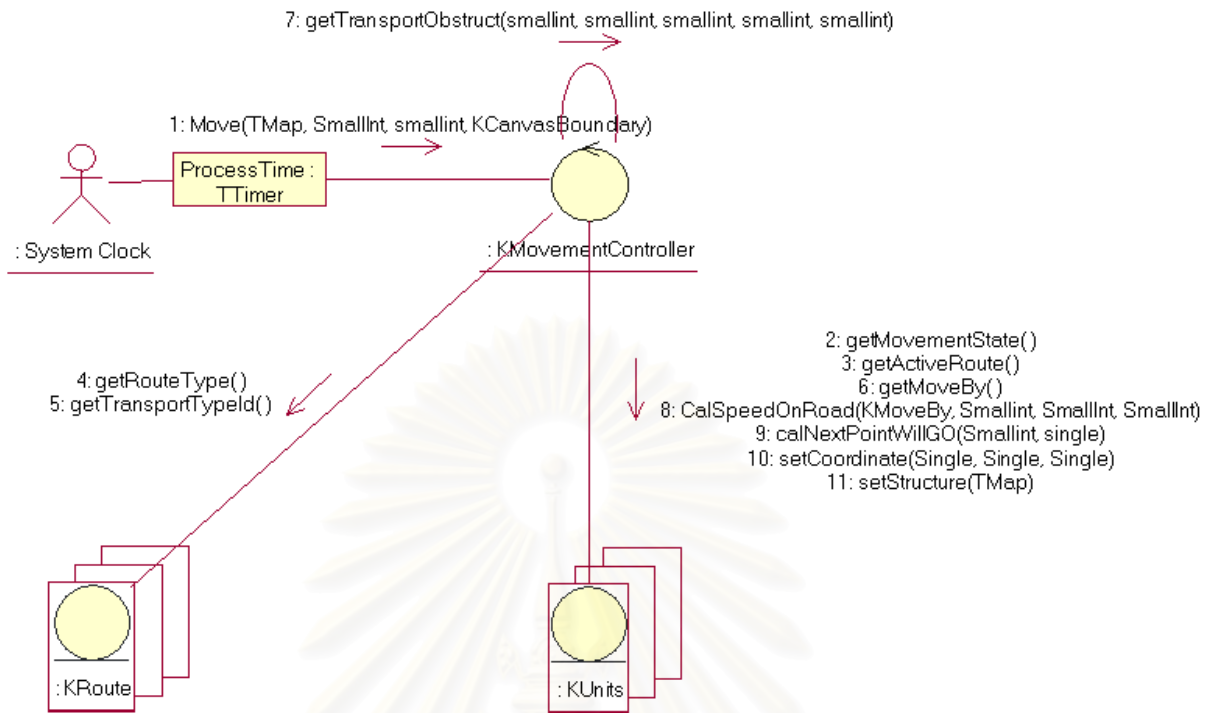 7: getTransportObstruct(smallint, smallint, smallint, smallint, smallint)
1: Move(TMap, SmallInt, smallint, KCanvasBoundary)
ProcessTime :
TTimer
: System Clock
: KMovementController
4: getRouteType()
5: getTransportTypeId()
2: getMovementState()
3: getActiveRoute()
6: getMoveBy()
8: CalSpeedOnRoad(KMoveBy, Smallint, SmallInt, SmallInt)
9: calNextPointWillGO(Smallint, single)
10: setCoordinate(Single, Single, Single)
11: setStructure(TMap)
: KRoute
: KUnits